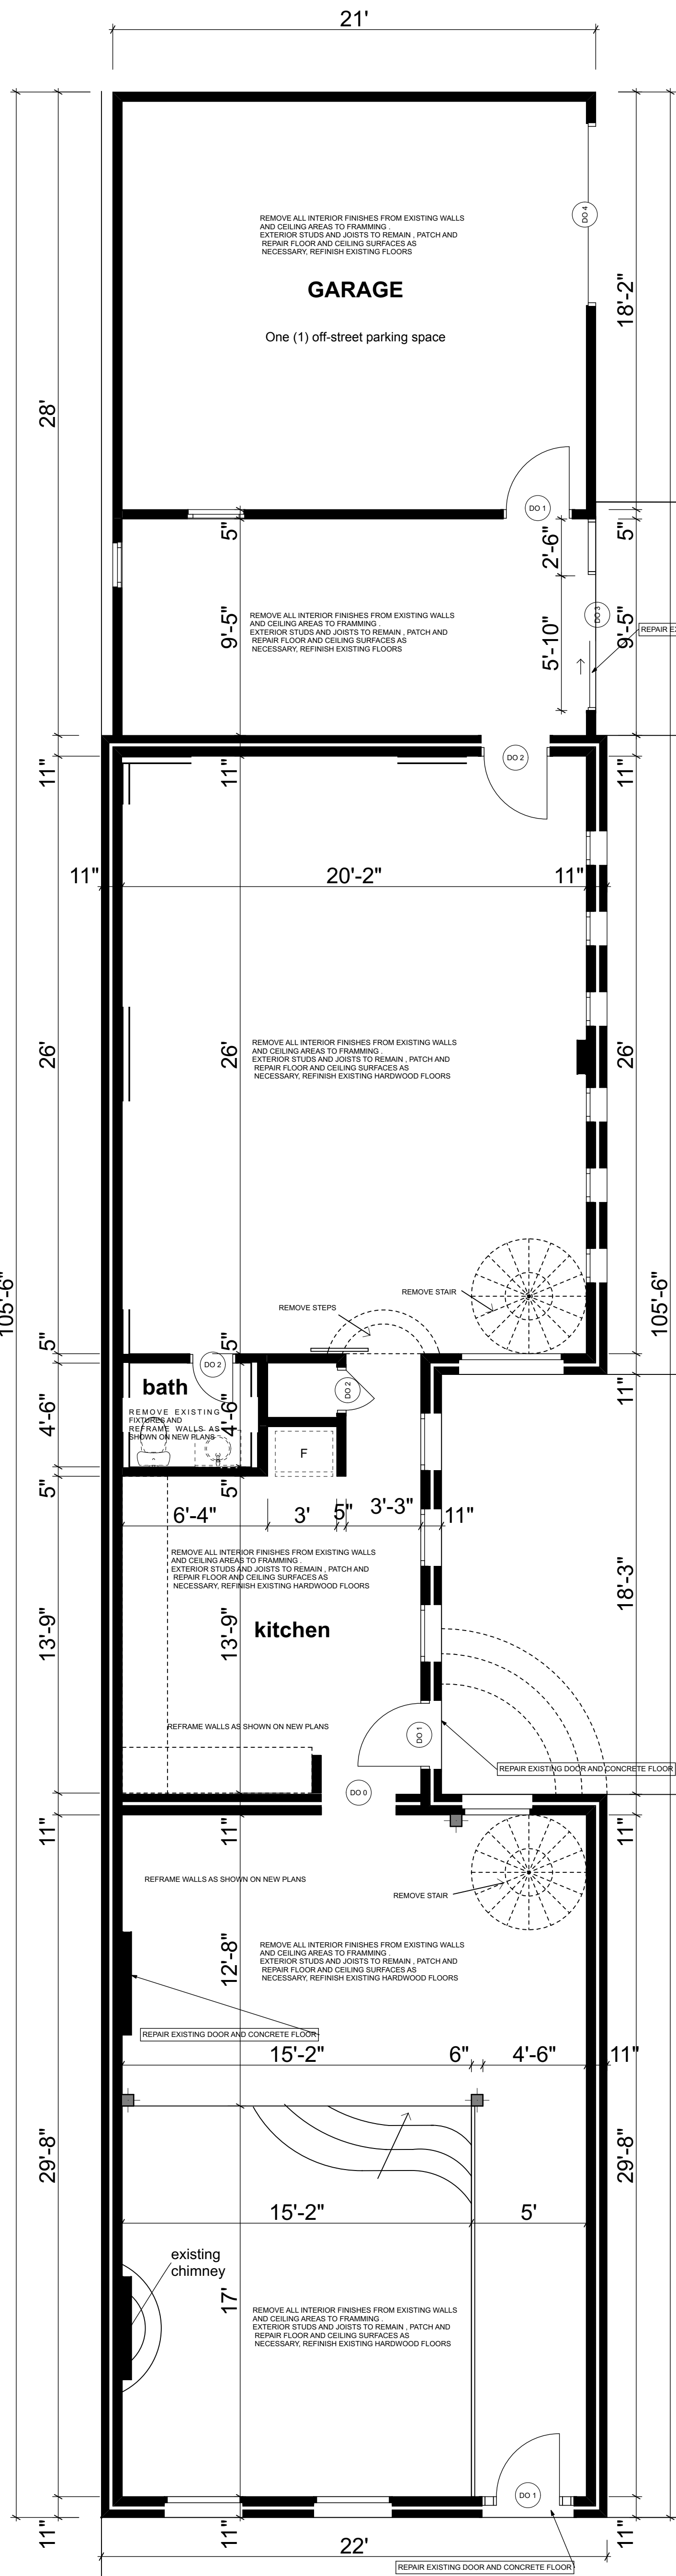 21'
REMOVE ALL INTERIOR FINISHES FROM EXISTING WALLS
AND CEILING AREAS TO FRAMMING .
EXTERIOR STUDS AND JOISTS TO REMAIN , PATCH AND
REPAIR FLOOR AND CEILING SURFACES AS
NECESSARY, REFINISH EXISTING FLOORS
DO 4
GARAGE
18'-2"
One (1) off-street parking space
28'
DO 1
5"
2'-6"
5"
9'-5"
REMOVE ALL INTERIOR FINISHES FROM EXISTING WALLS
AND CEILING AREAS TO FRAMMING .
EXTERIOR STUDS AND JOISTS TO REMAIN , PATCH AND
REPAIR FLOOR AND CEILING SURFACES AS
NECESSARY, REFINISH EXISTING FLOORS
5'-10"
DO 3
9'-5"
REPAIR EX
DO 2
11"
11"
11"
11"
20'-2"
11"
26'
26'
REMOVE ALL INTERIOR FINISHES FROM EXISTING WALLS
AND CEILING AREAS TO FRAMMING .
EXTERIOR STUDS AND JOISTS TO REMAIN , PATCH AND
REPAIR FLOOR AND CEILING SURFACES AS
NECESSARY, REFINISH EXISTING HARDWOOD FLOORS
26'
105'-6"
REMOVE STAIR
REMOVE STEPS
105'-6"
5"
5"
DO 2
bath
DO 2
11"
4'-6"
REMOVE EXISTING
FIXTURES AND
REFRAME WALLS AS
SHOWN ON NEW PLANS
4'-6"
F
5"
5"
6'-4"
3'
5"
3'-3"
11"
REMOVE ALL INTERIOR FINISHES FROM EXISTING WALLS
AND CEILING AREAS TO FRAMMING .
EXTERIOR STUDS AND JOISTS TO REMAIN , PATCH AND
REPAIR FLOOR AND CEILING SURFACES AS
NECESSARY, REFINISH EXISTING HARDWOOD FLOORS
18'-3"
13'-9"
13'-9"
kitchen
REFRAME WALLS AS SHOWN ON NEW PLANS
DO 1
REPAIR EXISTING DOOR AND CONCRETE FLOOR
DO 0
11"
11"
11"
REFRAME WALLS AS SHOWN ON NEW PLANS
REMOVE STAIR
12'-8"
REMOVE ALL INTERIOR FINISHES FROM EXISTING WALLS
AND CEILING AREAS TO FRAMMING .
EXTERIOR STUDS AND JOISTS TO REMAIN , PATCH AND
REPAIR FLOOR AND CEILING SURFACES AS
NECESSARY, REFINISH EXISTING HARDWOOD FLOORS
REPAIR EXISTING DOOR AND CONCRETE FLOOR
15'-2"
6"
4'-6"
11"
29'-8"
29'-8"
15'-2"
5'
existing
chimney
17'
REMOVE ALL INTERIOR FINISHES FROM EXISTING WALLS
AND CEILING AREAS TO FRAMMING .
EXTERIOR STUDS AND JOISTS TO REMAIN , PATCH AND
REPAIR FLOOR AND CEILING SURFACES AS
NECESSARY, REFINISH EXISTING HARDWOOD FLOORS
DO 1
11"
11"
11"
22'
REPAIR EXISTING DOOR AND CONCRETE FLOOR